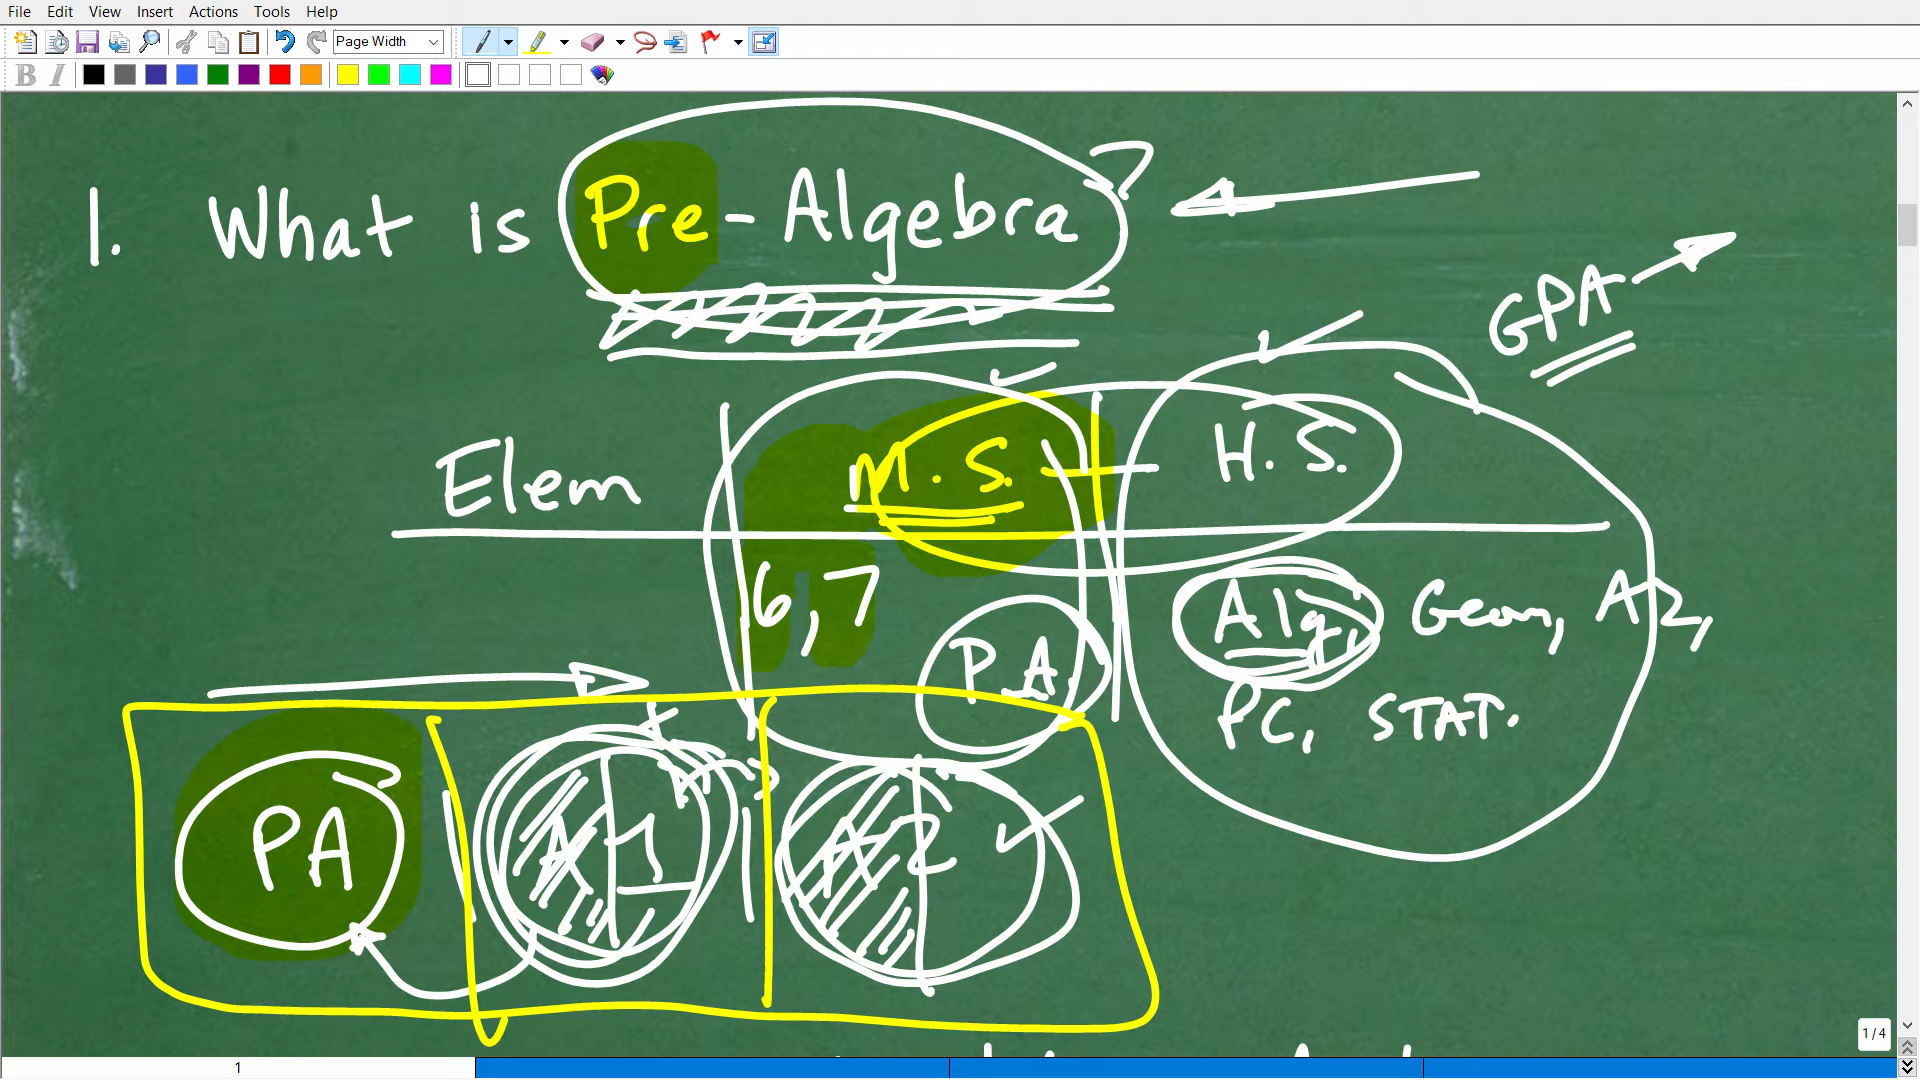 File Edit View Insert Actions Tools Help
Page Width
B I
1. What is Pre-Algebra?
GPA
Elem M.S. H.S.
6, 7 Alg, Geom, A2,
P.A.
PC, STAT.
PA A1 A2
1 / 4
1